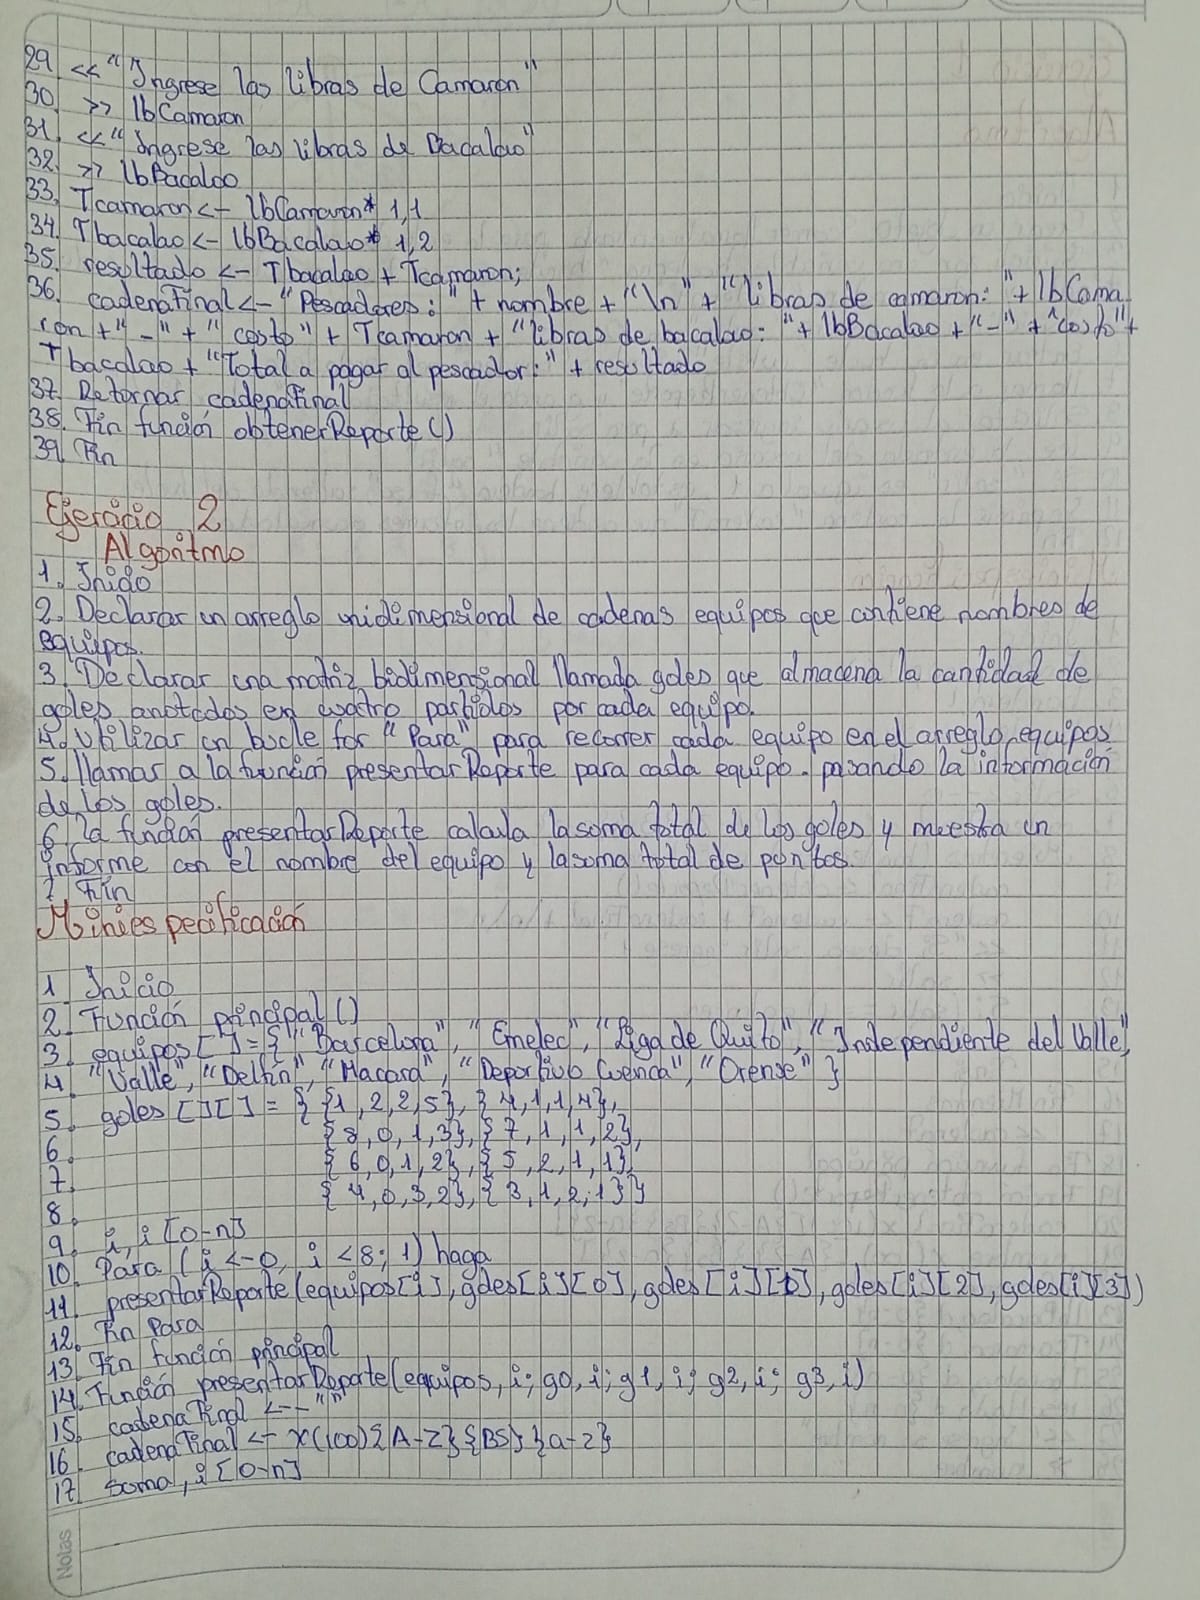 29. << "Ingrese las libras de Camaron"
30. >> lbCamaron
31. << "Ingrese las libras de Bacalao"
32. >> lbBacalao
33. Tcamaron <- lbCamaron * 1,1
34. Tbacalao <- lbBacalao * 1,2
35. resultado <- Tbacalao + Tcamaron;
36. cadenaFinal <- "Pescadores: " + nombre + "\n" + "libras de camaron: " + lbCama
ron + " - " + " costo " + Tcamaron + "libras de bacalao: " + lbBacalao + " - " + "costo" +
Tbacalao + "Total a pagar al pescador: " + resultado
37. Retornar cadenaFinal
38. Fin función obtenerReporte()
39. Fin
Ejercicio 2
Algoritmo
1. Inicio
2. Declarar un arreglo unidimensional de cadenas equipos que contiene nombres de
equipos.
3. Declarar una matriz bidimensional llamada goles que almacena la cantidad de
goles anotados en cuatro partidos por cada equipo.
4. Utilizar un bucle for "Para" para recorrer cada equipo en el arreglo equipos
5. llamar a la función presentarReporte para cada equipo. pasando la información
de los goles.
6. la función presentarReporte calcula la suma total de los goles y muestra un
informe con el nombre del equipo y la suma total de puntos.
7. Fin
Miniespecificación
1 Inicio
2. Función principal()
3. equipos[ ] = { "Barcelona", "Emelec", "Liga de Quito", "Independiente del Valle",
4. "Valle", "Delfín", "Macará", "Deportivo Cuenca", "Orense" }
5. goles [ ][ ] = { {1, 2, 2, 5}, { 4, 1, 1, 4},
6. { 8, 0, 1, 3}, { 7, 1, 1, 2},
7. { 6, 0, 1, 2}, { 5, 2, 1, 1},
8. { 4, 0, 3, 2}, { 3, 1, 2, 1 } }
9. i, i [0-n]
10. Para ( i <- 0, i < 8; 1) haga
11. presentarReporte(equipos[i], goles[i][0], goles[i][1], goles[i][2], goles[i][3])
12. Fin Para
13. Fin función principal
14. Función presentarReporte(equipos, i; g0, i; g1, i; g2, i; g3, i)
15. cadenaFinal <-- " "
16. cadenaFinal <- x(100) {A-Z} {BS} {a-z}
17 suma, i [0-n]
Notas